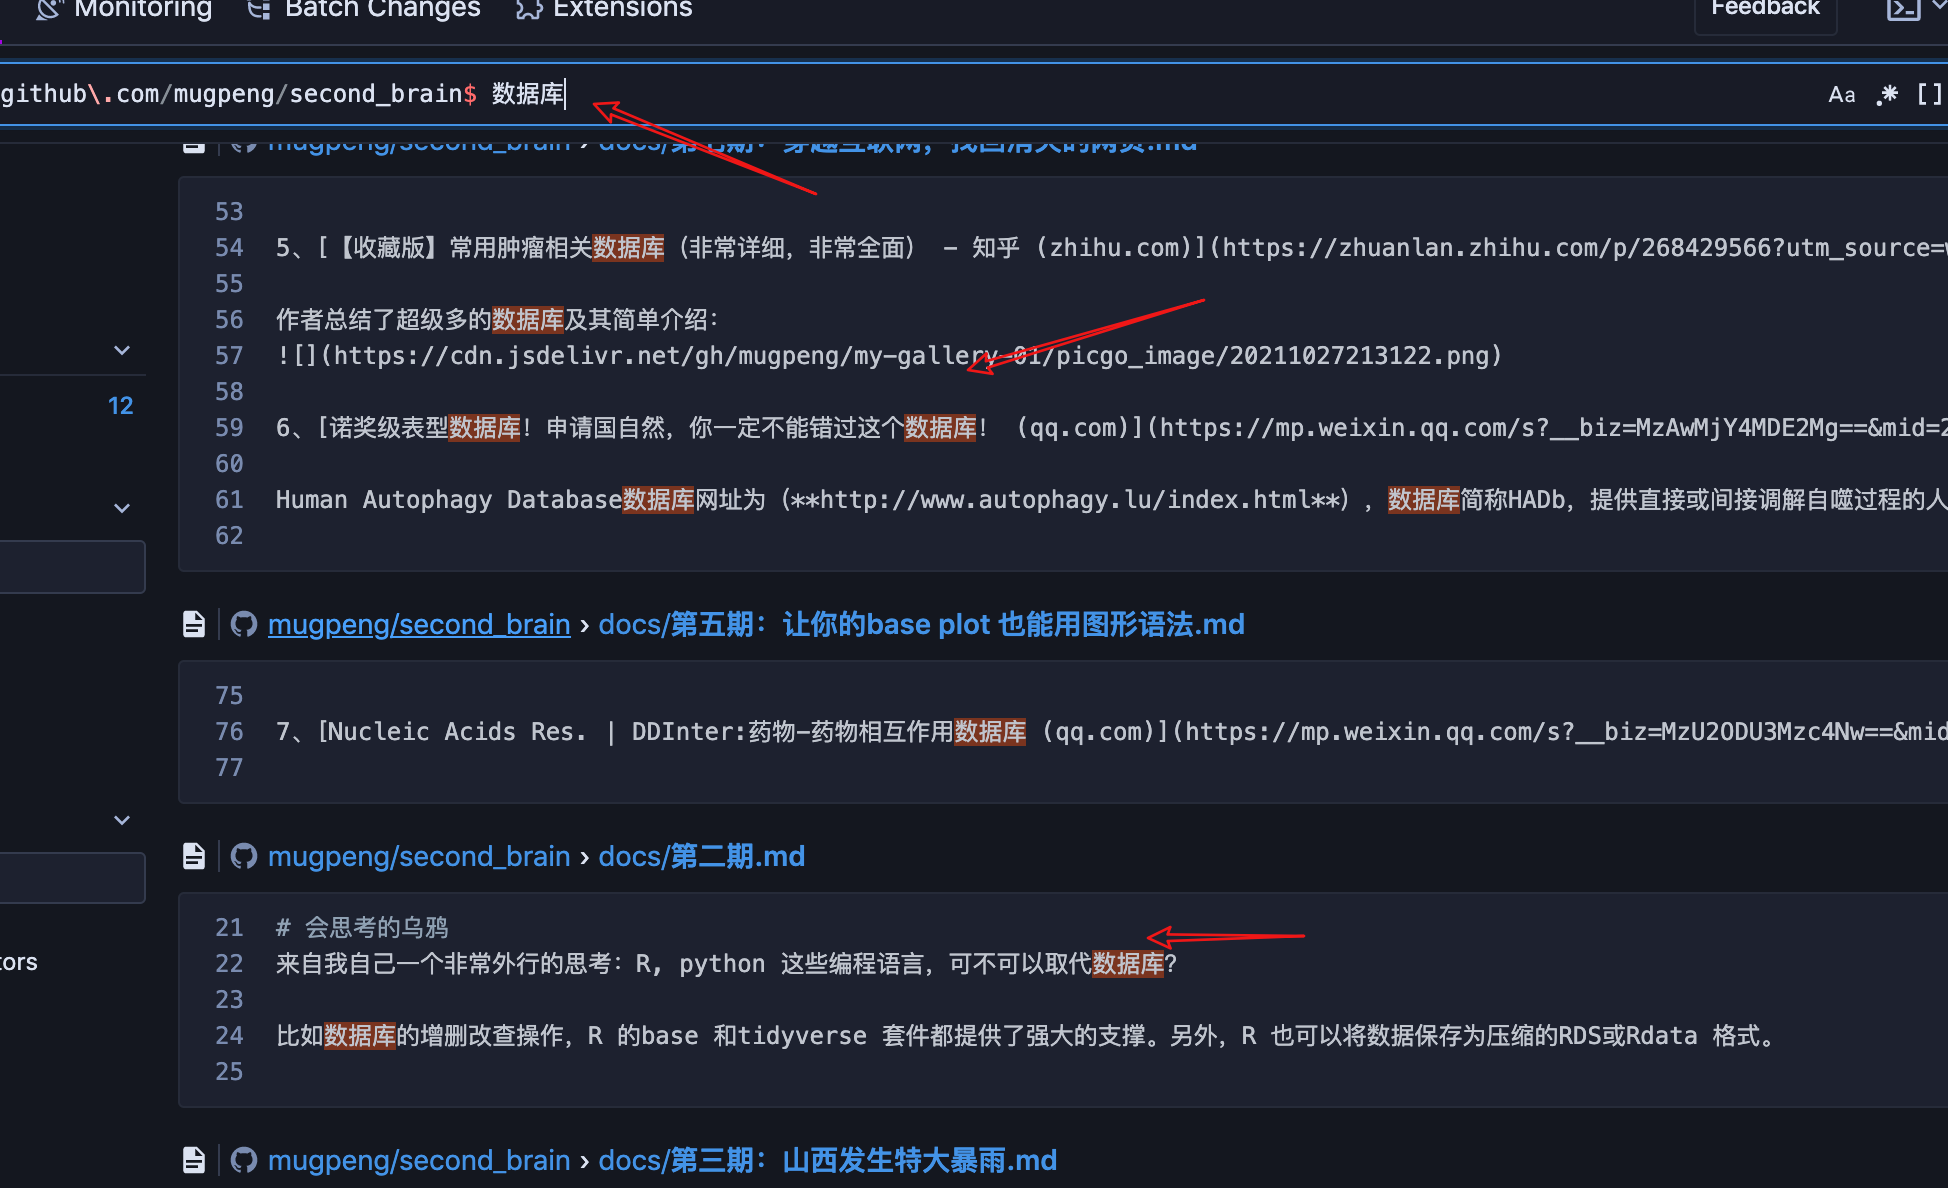 Monitoring Batch Changes Extensions Feedback
github\.com/mugpeng/second_brain$ 数据库 Aa .* []
mugpeng/second_brain › docs/第七期：穿越互联网，找回消失的网页.md
53
54 5、[【收藏版】常用肿瘤相关数据库（非常详细，非常全面） - 知乎 (zhihu.com)](https://zhuanlan.zhihu.com/p/268429566?utm_source=
55
56 作者总结了超级多的数据库及其简单介绍：
57 ![](https://cdn.jsdelivr.net/gh/mugpeng/my-gallery-01/picgo_image/20211027213122.png)
58
12
59 6、[诺奖级表型数据库！申请国自然，你一定不能错过这个数据库！ (qq.com)](https://mp.weixin.qq.com/s?__biz=MzAwMjY4MDE2Mg==&mid=2
60
61 Human Autophagy Database数据库网址为（**http://www.autophagy.lu/index.html**），数据库简称HADb，提供直接或间接调解自噬过程的人
62
mugpeng/second_brain › docs/第五期：让你的base plot 也能用图形语法.md
75
76 7、[Nucleic Acids Res. | DDInter:药物-药物相互作用数据库 (qq.com)](https://mp.weixin.qq.com/s?__biz=MzU2ODU3Mzc4Nw==&mid
77
mugpeng/second_brain › docs/第二期.md
21 # 会思考的乌鸦
22 来自我自己一个非常外行的思考：R, python 这些编程语言，可不可以取代数据库？
tors
23
24 比如数据库的增删改查操作，R 的base 和tidyverse 套件都提供了强大的支撑。另外，R 也可以将数据保存为压缩的RDS或Rdata 格式。
25
mugpeng/second_brain › docs/第三期：山西发生特大暴雨.md